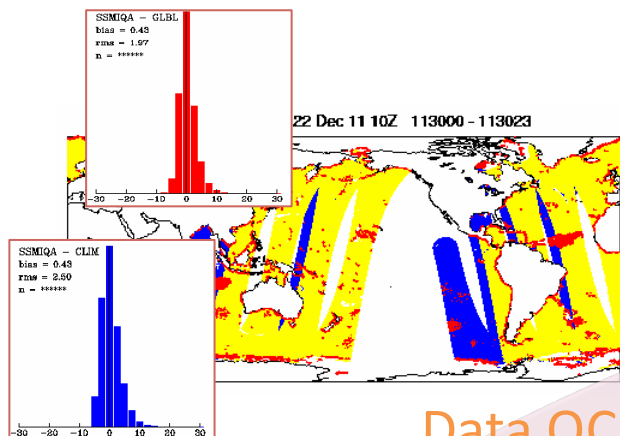 SSMIQA - GLBL
bias = 0.43
rms = 1.97
n = ******
-30 -20 -10 0 10 20 30
22 Dec 11 10Z 113000 - 113023
SSMIQA - CLIM
bias = 0.43
rms = 2.50
n = ******
-30 -20 -10 0 10 20 30
Data QC